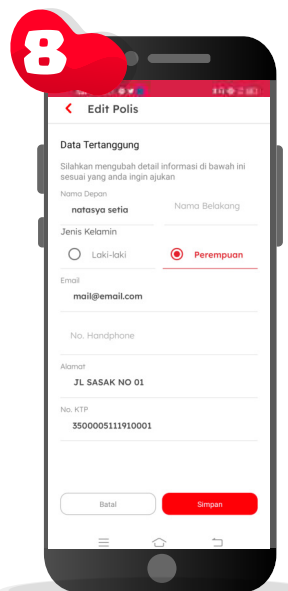 8
Edit Polis
Data Tertanggung
Silahkan mengubah detail informasi di bawah ini
sesuai yang anda ingin ajukan
Nama Depan
natasya setia
Nama Belakang
Jenis Kelamin
Laki-laki
Perempuan
Email
mail@email.com
No. Handphone
Alamat
JL SASAK NO 01
No. KTP
3500005111910001
Batal
Simpan